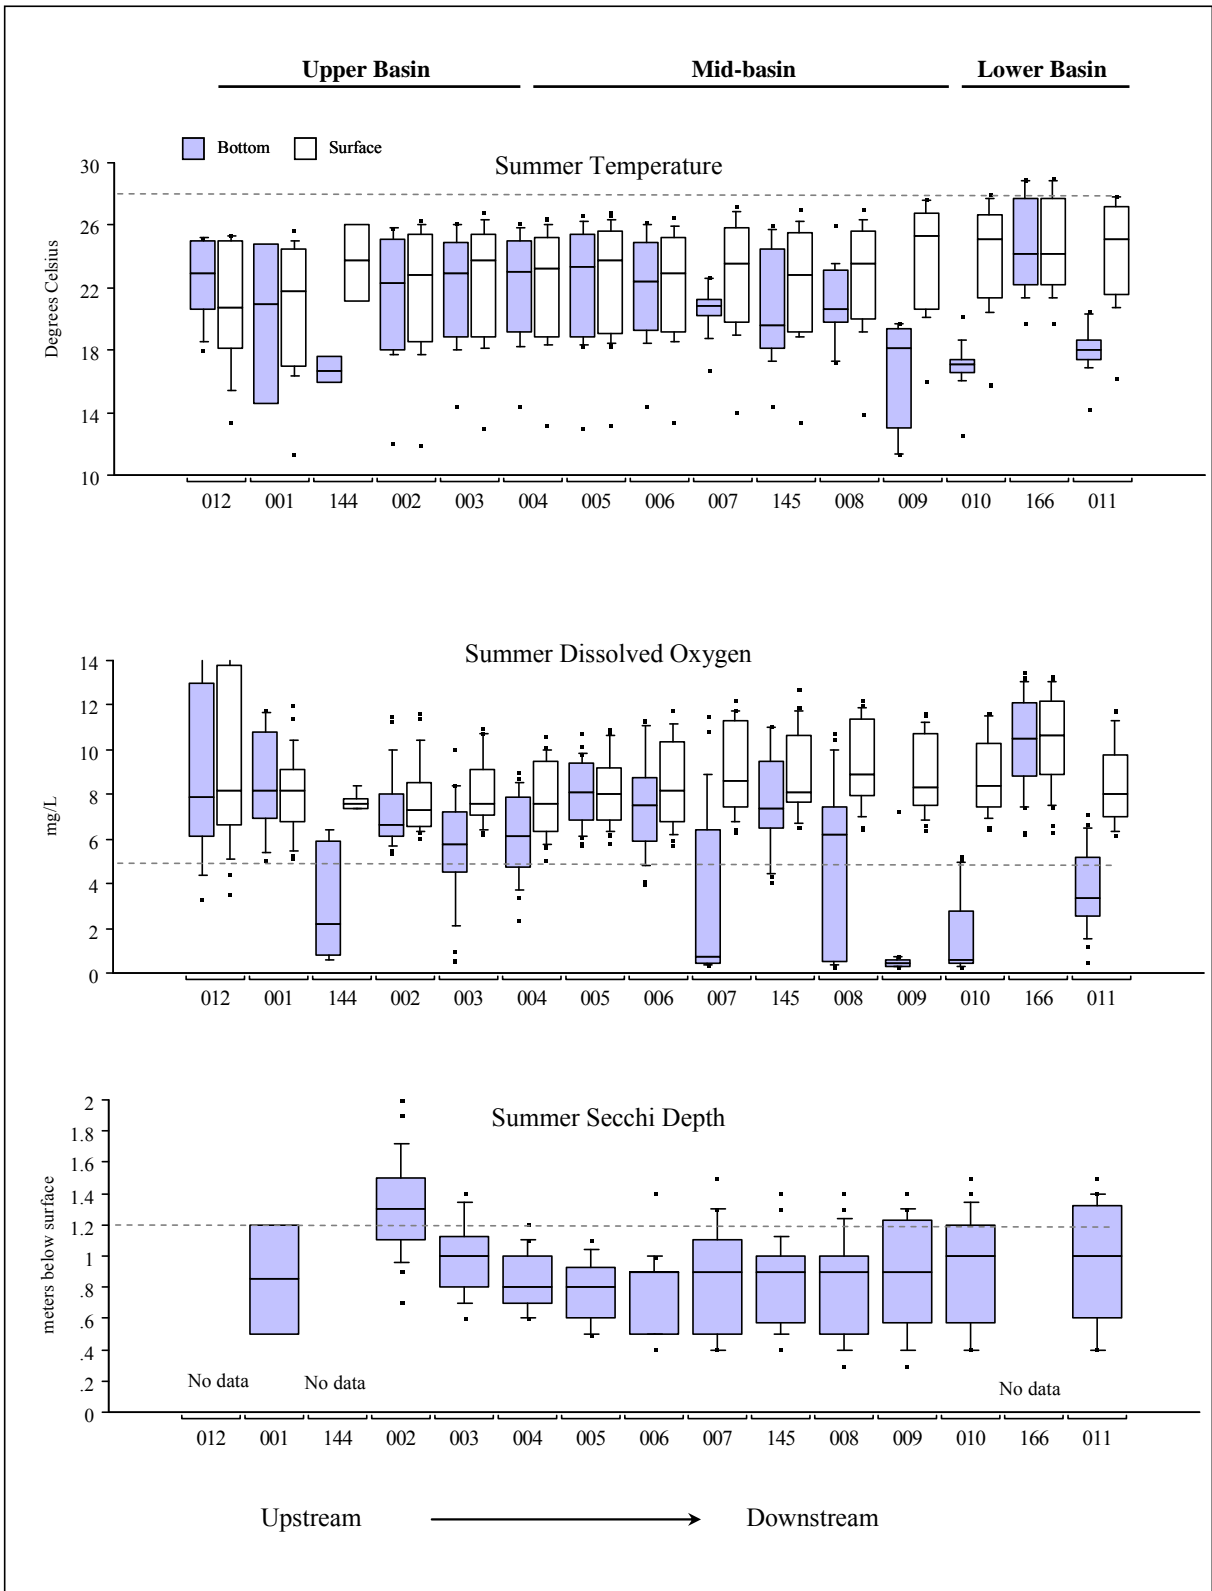 Upper Basin Mid-basin Lower Basin
Bottom Surface
Summer Temperature
Degrees Celsius
30
26
22
18
14
10
012 001 144 002 003 004 005 006 007 145 008 009 010 166 011
Summer Dissolved Oxygen
mg/L
14
12
10
8
6
4
2
0
012 001 144 002 003 004 005 006 007 145 008 009 010 166 011
Summer Secchi Depth
meters below surface
2
1.8
1.6
1.4
1.2
1
.8
.6
.4
.2
0
No data No data No data
012 001 144 002 003 004 005 006 007 145 008 009 010 166 011
Upstream Downstream